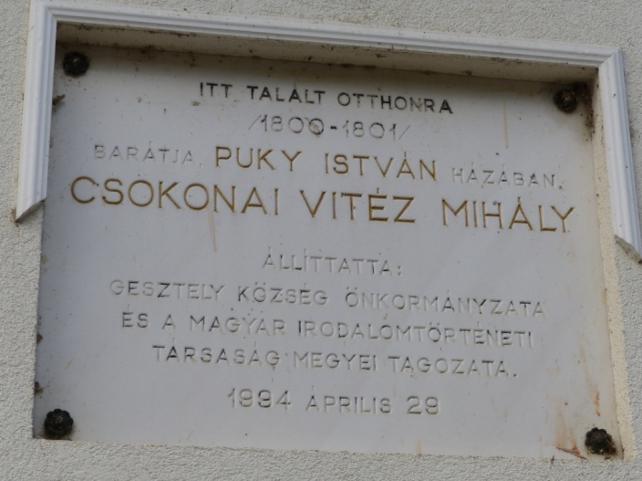 ITT TALÁLT OTTHONRA
/1800-1801/
BARÁTJA, PUKY ISTVÁN HÁZÁBAN,
CSOKONAI VITÉZ MIHÁLY
ÁLLÍTTATTA:
GESZTELY KÖZSÉG ÖNKORMÁNYZATA
ÉS A MAGYAR IRODALOMTÖRTÉNETI
TÁRSASÁG MEGYEI TAGOZATA.
1994 ÁPRILIS 29